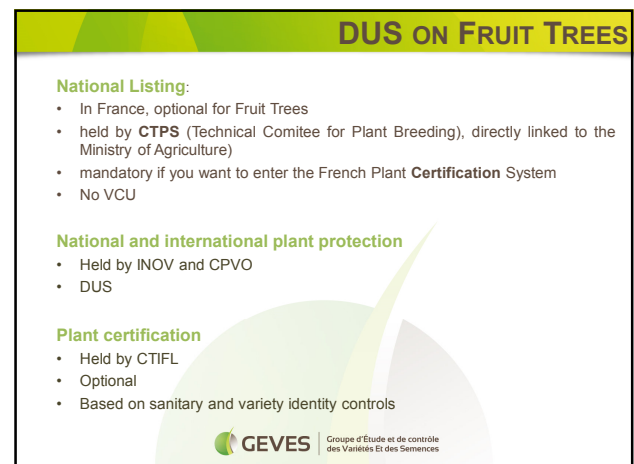 DUS ON FRUIT TREES
National Listing:
• In France, optional for Fruit Trees
• held by CTPS (Technical Comitee for Plant Breeding), directly linked to the
Ministry of Agriculture)
• mandatory if you want to enter the French Plant Certification System
• No VCU
National and international plant protection
• Held by INOV and CPVO
• DUS
Plant certification
• Held by CTIFL
• Optional
• Based on sanitary and variety identity controls
GEVES
Groupe d'Étude et de contrôle
des Variétés Et des Semences